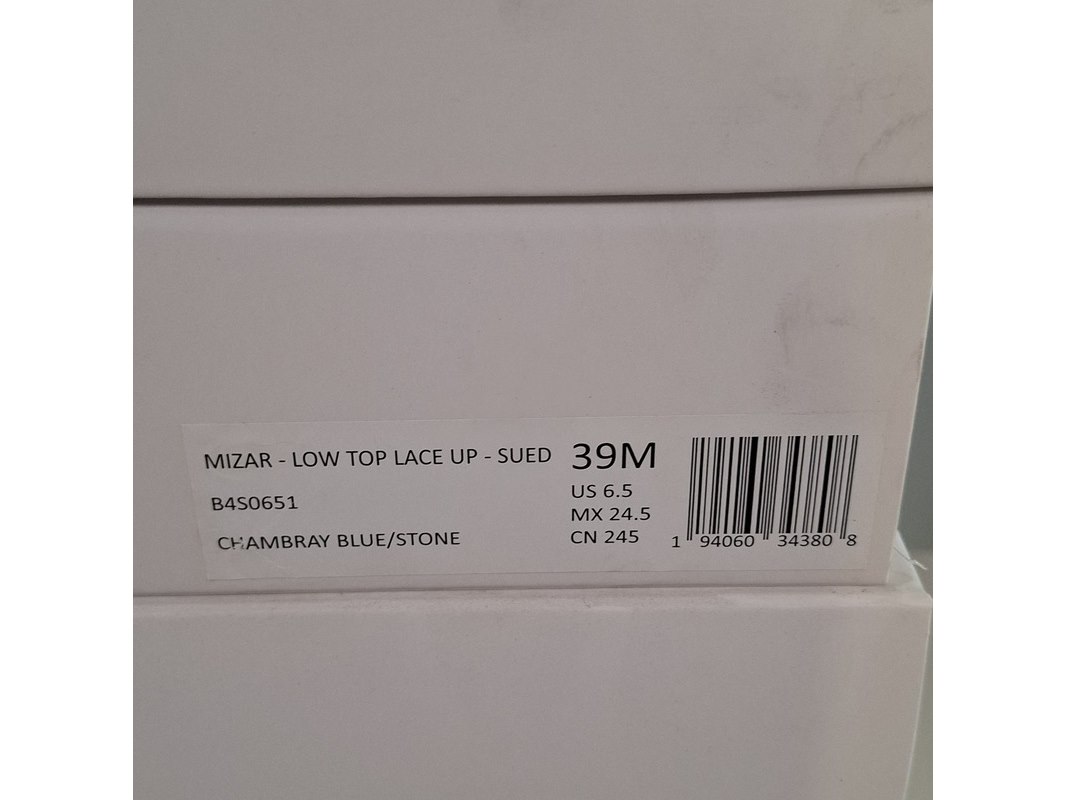 MIZAR - LOW TOP LACE UP - SUED
B4S0651
CHAMBRAY BLUE/STONE
39M
US 6.5
MX 24.5
CN 245
1 94060 34380 8